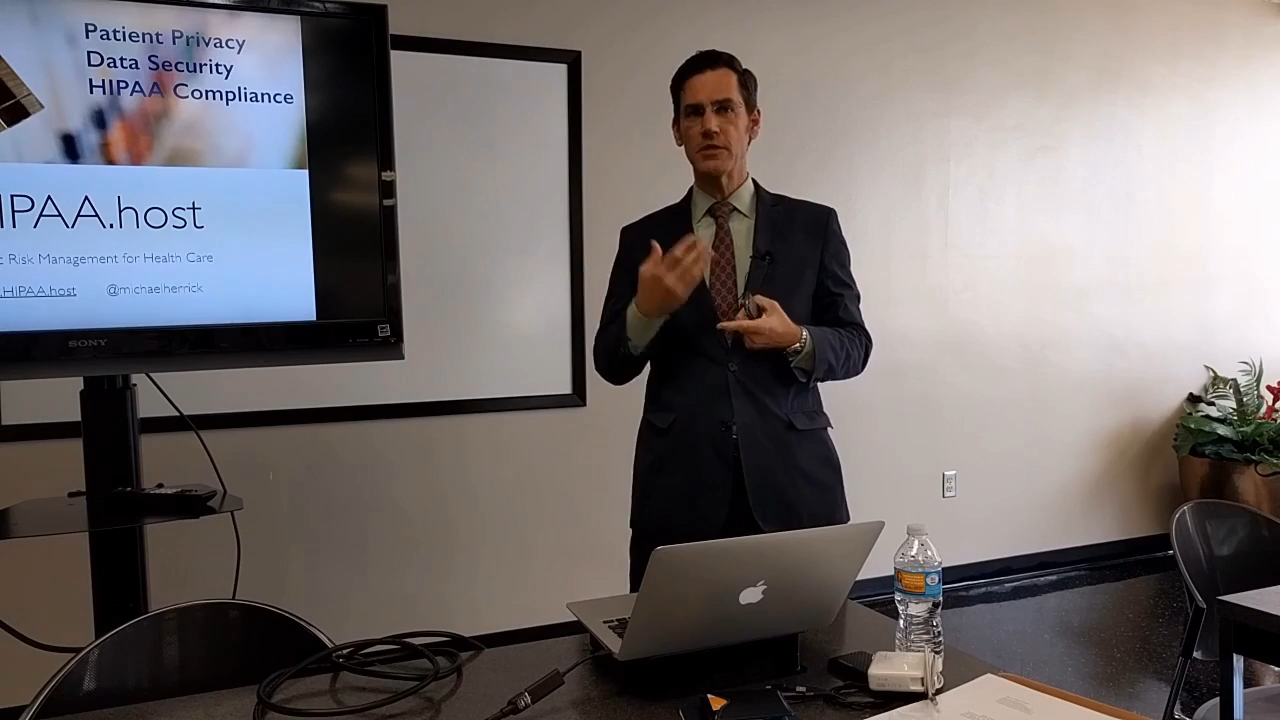 Patient Privacy
Data Security
HIPAA Compliance
IPAA.host
Risk Management for Health Care
.HIPAA.host @michaelherrick
SONY